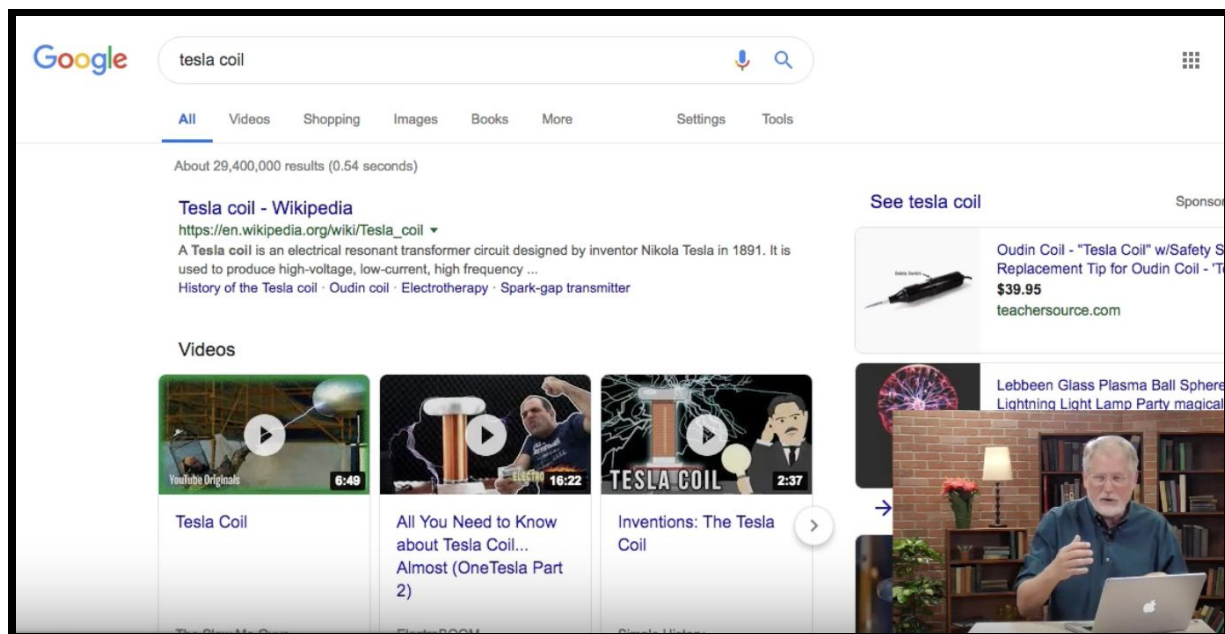 Google
tesla coil
All Videos Shopping Images Books More Settings Tools
About 29,400,000 results (0.54 seconds)
Tesla coil - Wikipedia
https://en.wikipedia.org/wiki/Tesla_coil
A Tesla coil is an electrical resonant transformer circuit designed by inventor Nikola Tesla in 1891. It is
used to produce high-voltage, low-current, high frequency ...
History of the Tesla coil · Oudin coil · Electrotherapy · Spark-gap transmitter
Videos
YouTube Originals
6:49
Tesla Coil
ELECTRO
16:22
All You Need to Know
about Tesla Coil...
Almost (OneTesla Part
2)
TESLA COIL
2:37
Inventions: The Tesla
Coil
See tesla coil
Oudin Coil - "Tesla Coil" w/Safety S
Replacement Tip for Oudin Coil - 'T
$39.95
teachersource.com
Lebbeen Glass Plasma Ball Sphere
Lightning Light Lamp Party magical